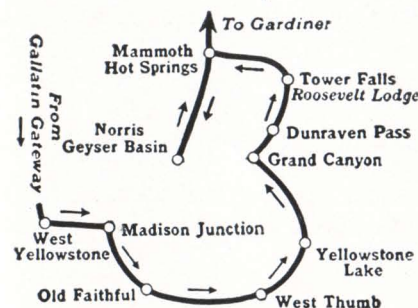 To Gardiner
Mammoth
Hot Springs
From
Gallatin Gateway
Tower Falls
Roosevelt Lodge
Norris
Geyser Basin
Dunraven Pass
Grand Canyon
West
Yellowstone
Madison Junction
Yellowstone
Lake
Old Faithful
West Thumb